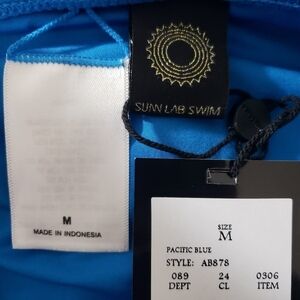 SUNN LAB SWIM
M
MADE IN INDONESIA
SIZE
M
PACIFIC BLUE
STYLE: AB878
089 24 0306
DEPT CL ITEM